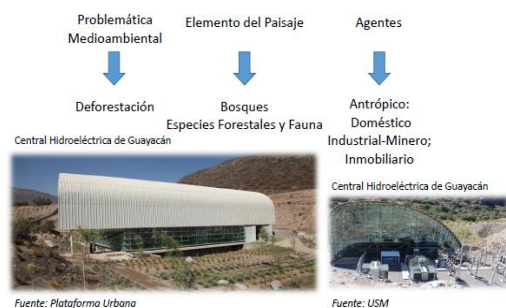 Problemática
Medioambiental
Elemento del Paisaje
Agentes
Deforestación
Bosques
Especies Forestales y Fauna
Antrópico:
Doméstico
Industrial-Minero;
Inmobiliario
Central Hidroeléctrica de Guayacán
Central Hidroeléctrica de Guayacán
Fuente: Plataforma Urbana
Fuente: USM